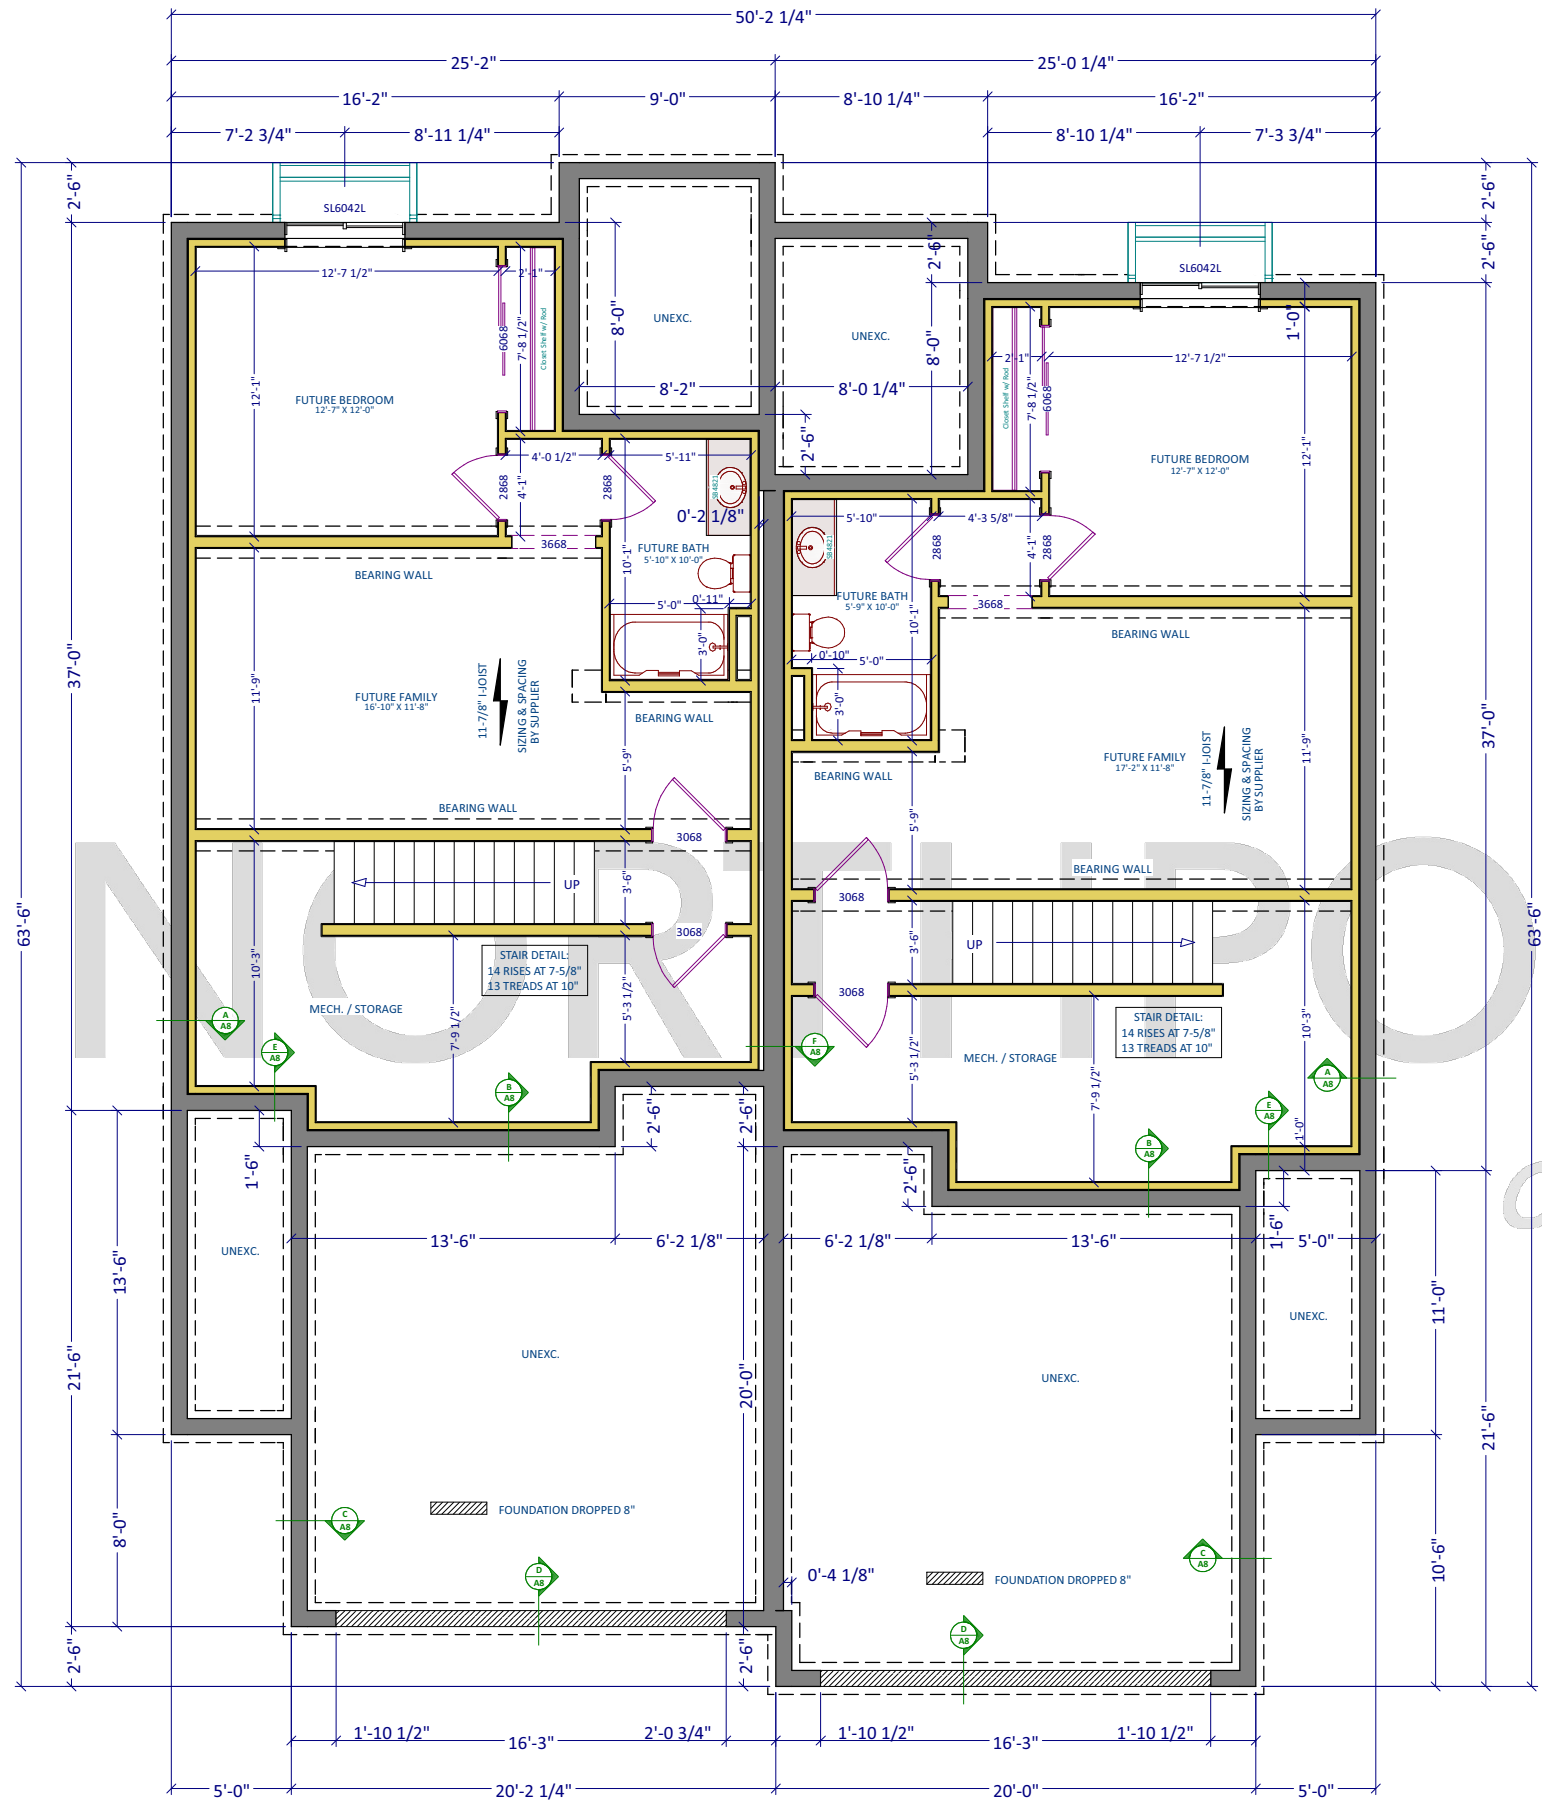 50'-2 1/4"
25'-2"
25'-0 1/4"
16'-2"
9'-0"
8'-10 1/4"
16'-2"
7'-2 3/4"
8'-11 1/4"
8'-10 1/4"
7'-3 3/4"
2'-6"
2'-6"
2'-6"
2'-6"
SL6042L
SL6042L
12'-7 1/2"
2'-1"
1'-0"
6068
7'-8 1/2"
Closet Shelf w/ Rod
8'-0"
UNEXC.
UNEXC.
8'-0"
2'-1"
12'-7 1/2"
8'-2"
8'-0 1/4"
Closet Shelf w/ Rod
7'-8 1/2"
6068
12'-1"
FUTURE BEDROOM
12'-7" X 12'-0"
2'-6"
12'-1"
FUTURE BEDROOM
12'-7" X 12'-0"
4'-0 1/2"
5'-11"
2868
4'-1"
2868
SB4821
0'-2 1/8"
5'-10"
4'-3 5/8"
3668
FUTURE BATH
5'-10" X 10'-0"
10'-1"
SB4821
2868
4'-1"
2868
BEARING WALL
5'-0"
0'-11"
3'-0"
FUTURE BATH
5'-9" X 10'-0"
10'-1"
3668
BEARING WALL
0'-10"
5'-0"
3'-0"
37'-0"
11'-9"
FUTURE FAMILY
16'-10" X 11'-8"
11-7/8" I-JOIST
SIZING & SPACING
BY SUPPLIER
BEARING WALL
5'-9"
37'-0"
11'-9"
FUTURE FAMILY
17'-2" X 11'-8"
11-7/8" I-JOIST
SIZING & SPACING
BY SUPPLIER
BEARING WALL
5'-9"
BEARING WALL
3068
BEARING WALL
3068
NORTHPO
UP
3'-6"
3068
63'-6"
63'-6"
UP
3'-6"
3068
STAIR DETAIL:
14 RISES AT 7-5/8"
13 TREADS AT 10"
10'-3"
MECH. / STORAGE
7'-9 1/2"
5'-3 1/2"
STAIR DETAIL:
14 RISES AT 7-5/8"
13 TREADS AT 10"
10'-3"
MECH. / STORAGE
7'-9 1/2"
5'-3 1/2"
A
A8
E
A8
B
A8
F
A8
A
A8
E
A8
B
A8
1'-0"
1'-6"
2'-6"
2'-6"
2'-6"
1'-6"
13'-6"
6'-2 1/8"
6'-2 1/8"
13'-6"
5'-0"
UNEXC.
13'-6"
UNEXC.
11'-0"
UNEXC.
UNEXC.
21'-6"
20'-0"
21'-6"
8'-0"
C
A8
FOUNDATION DROPPED 8"
D
A8
0'-4 1/8"
FOUNDATION DROPPED 8"
C
A8
10'-6"
D
A8
2'-6"
2'-6"
1'-10 1/2"
16'-3"
2'-0 3/4"
1'-10 1/2"
16'-3"
1'-10 1/2"
5'-0"
20'-2 1/4"
20'-0"
5'-0"